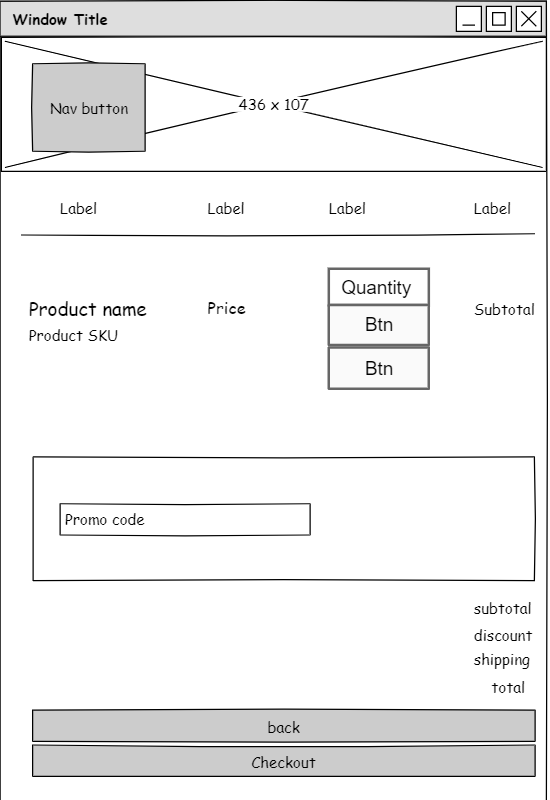 Window Title
436 x 107
Nav button
Label Label Label Label
Quantity
Product name Price Btn Subtotal
Product SKU
Btn
Promo code
subtotal
discount
shipping
total
back
Checkout